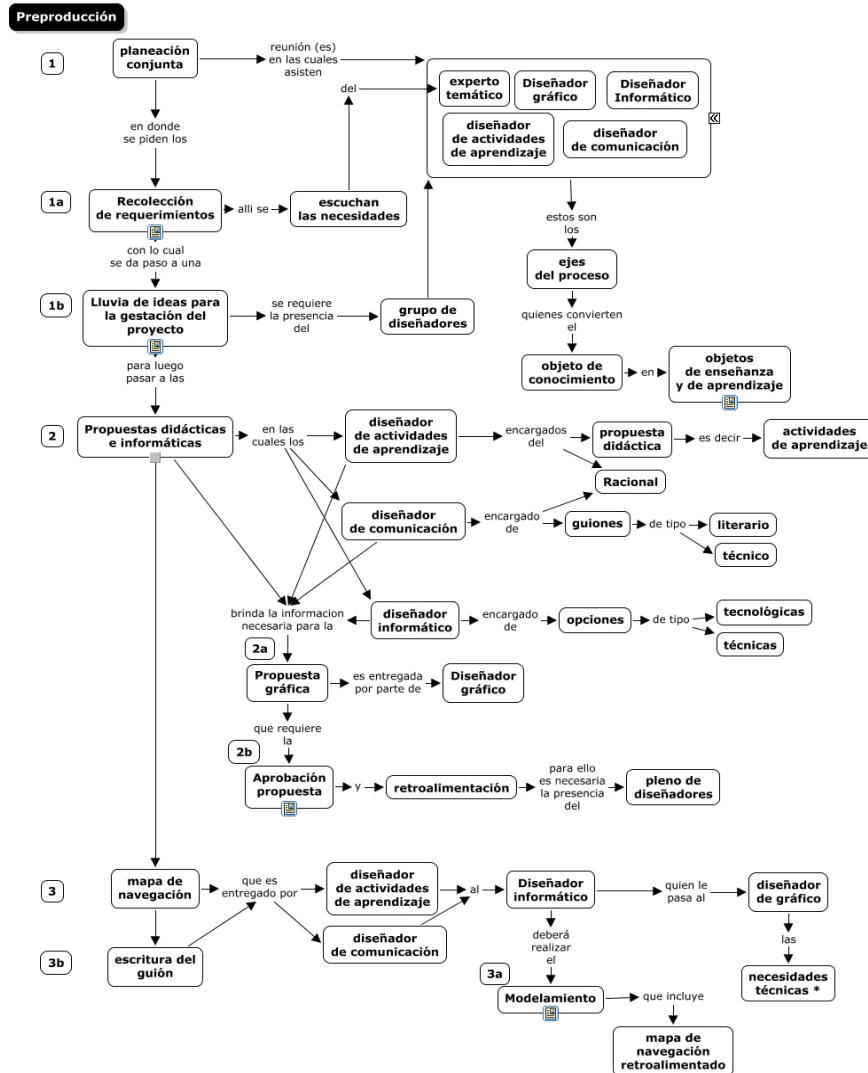 Preproducción
1
planeación
conjunta
reunión (es)
en las cuales
asisten
experto
temático
Diseñador
gráfico
Diseñador
Informático
diseñador
de actividades
de aprendizaje
diseñador
de comunicación
en donde
se piden los
del
1a
Recolección
de requerimientos
alli se
escuchan
las necesidades
estos son
los
con lo cual
se da paso a una
ejes
del proceso
1b
Lluvia de ideas para
la gestación del
proyecto
se requiere
la presencia
del
grupo de
diseñadores
quienes convierten
el
objeto de
conocimiento
en
objetos
de enseñanza
y de aprendizaje
para luego
pasar a las
2
Propuestas didácticas
e informáticas
en las
cuales los
diseñador
de actividades
de aprendizaje
encargados
del
propuesta
didáctica
es decir
actividades
de aprendizaje
Racional
diseñador
de comunicación
encargado
de
guiones
de tipo
literario
técnico
brinda la informacion
necesaria para la
diseñador
informático
encargado
de
opciones
de tipo
tecnológicas
técnicas
2a
Propuesta
gráfica
es entregada
por parte de
Diseñador
gráfico
que requiere
la
2b
Aprobación
propuesta
y
retroalimentación
para ello
es necesaria
la presencia
del
pleno de
diseñadores
3
mapa de
navegación
que es
entregado por
diseñador
de actividades
de aprendizaje
al
Diseñador
informático
quien le
pasa al
diseñador
de gráfico
3b
escritura del
guión
diseñador
de comunicación
deberá
realizar
el
las
necesidades
técnicas *
3a
Modelamiento
que incluye
mapa de
navegación
retroalimentado